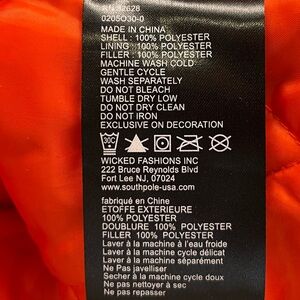 RN 32628
0205O30-0
MADE IN CHINA
SHELL : 100% POLYESTER
LINING : 100% POLYESTER
FILLER : 100% POLYESTER
MACHINE WASH COLD
GENTLE CYCLE
WASH SEPARATELY
DO NOT BLEACH
TUMBLE DRY LOW
DO NOT DRY CLEAN
DO NOT IRON
EXCLUSIVE ON DECORATION
30C
WICKED FASHIONS INC
222 Bruce Reynolds Blvd
Fort Lee NJ, 07024
www.southpole-usa.com
fabriqué en Chine
ETOFFE EXTERIEURE
100% POLYESTER
DOUBLURE 100% POLYESTER
FILLER 100% POLYESTER
Laver à la machine à l'eau froide
Laver à la machine cycle délicat
Laver à la machine séparément
Ne Pas javelliser
Secher à la machine cycle doux
Ne pas nettoyer à sec
Ne pas repasser